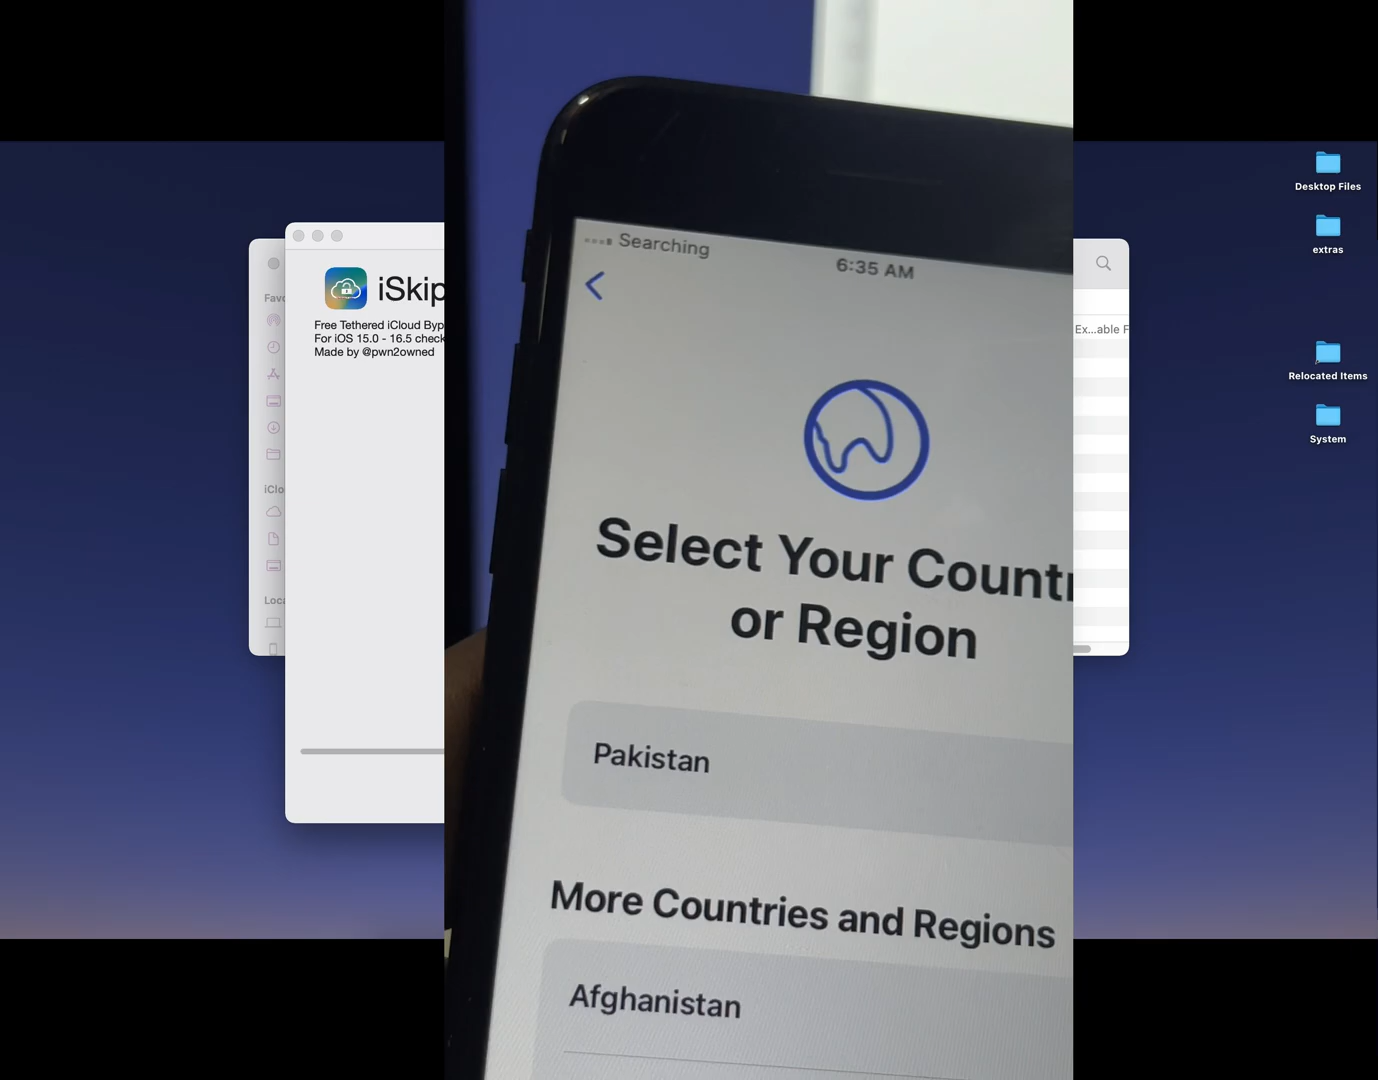 Desktop Files
extras
Relocated Items
System
Favo
iClo
Loca
iSkip
Free Tethered iCloud Byp
For iOS 15.0 - 16.5 check
Made by @pwn2owned
Ex...able F
Searching
6:35 AM
Select Your Countr
or Region
Pakistan
More Countries and Regions
Afghanistan